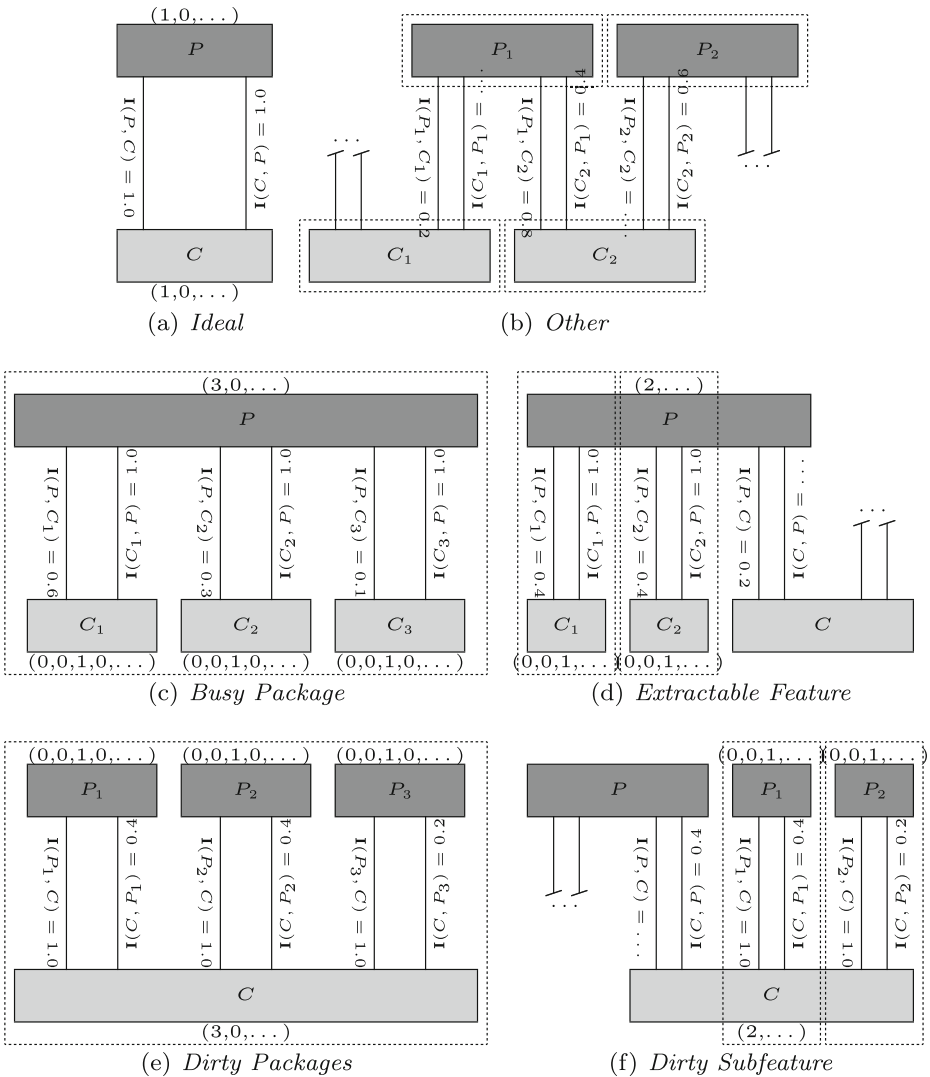 (1,0,...)
P
I(P, C) = 1.0
I(C, P) = 1.0
C
(1,0,...)
(a) Ideal
P1
P2
...
I(P1, C1) = 0.2
I(C1, P1) = ...
I(P1, C2) = 0.8
I(C2, P1) = 0.4
I(P2, C2) = ...
I(C2, P2) = 0.6
...
C1
C2
(b) Other
(3,0,...)
P
I(P, C1) = 0.6
I(C1, P) = 1.0
I(P, C2) = 0.3
I(C2, P) = 1.0
I(P, C3) = 0.1
I(C3, P) = 1.0
C1
C2
C3
(0,0,1,0,...)
(0,0,1,0,...)
(0,0,1,0,...)
(c) Busy Package
(2,...)
P
I(P, C1) = 0.4
I(C1, P) = 1.0
I(P, C2) = 0.4
I(C2, P) = 1.0
I(P, C) = 0.2
I(C, P) = ...
...
C1
C2
C
(0,0,1,...)
(0,0,1,...)
(d) Extractable Feature
(0,0,1,0,...)
(0,0,1,0,...)
(0,0,1,0,...)
P1
P2
P3
I(P1, C) = 1.0
I(C, P1) = 0.4
I(P2, C) = 1.0
I(C, P2) = 0.4
I(P3, C) = 1.0
I(C, P3) = 0.2
C
(3,0,...)
(e) Dirty Packages
(0,0,1,...)
(0,0,1,...)
P
P1
P2
...
I(P, C) = ...
I(C, P) = 0.4
I(P1, C) = 1.0
I(C, P1) = 0.4
I(P2, C) = 1.0
I(C, P2) = 0.2
C
(2,...)
(f) Dirty Subfeature